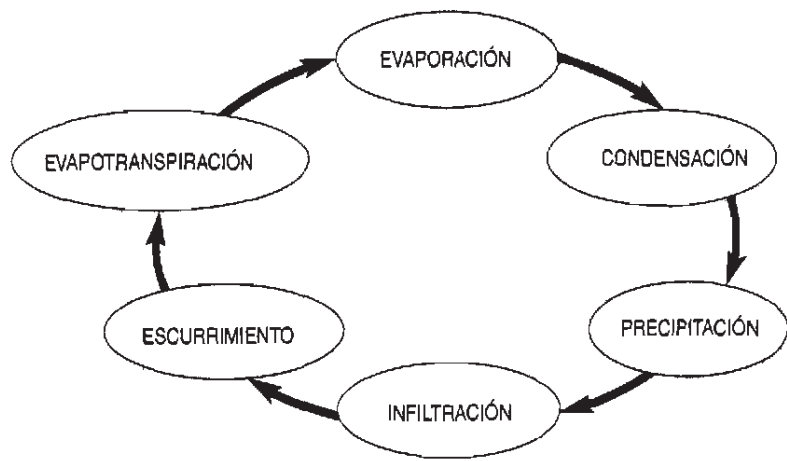 EVAPORACIÓN
CONDENSACIÓN
PRECIPITACIÓN
INFILTRACIÓN
ESCURRIMIENTO
EVAPOTRANSPIRACIÓN